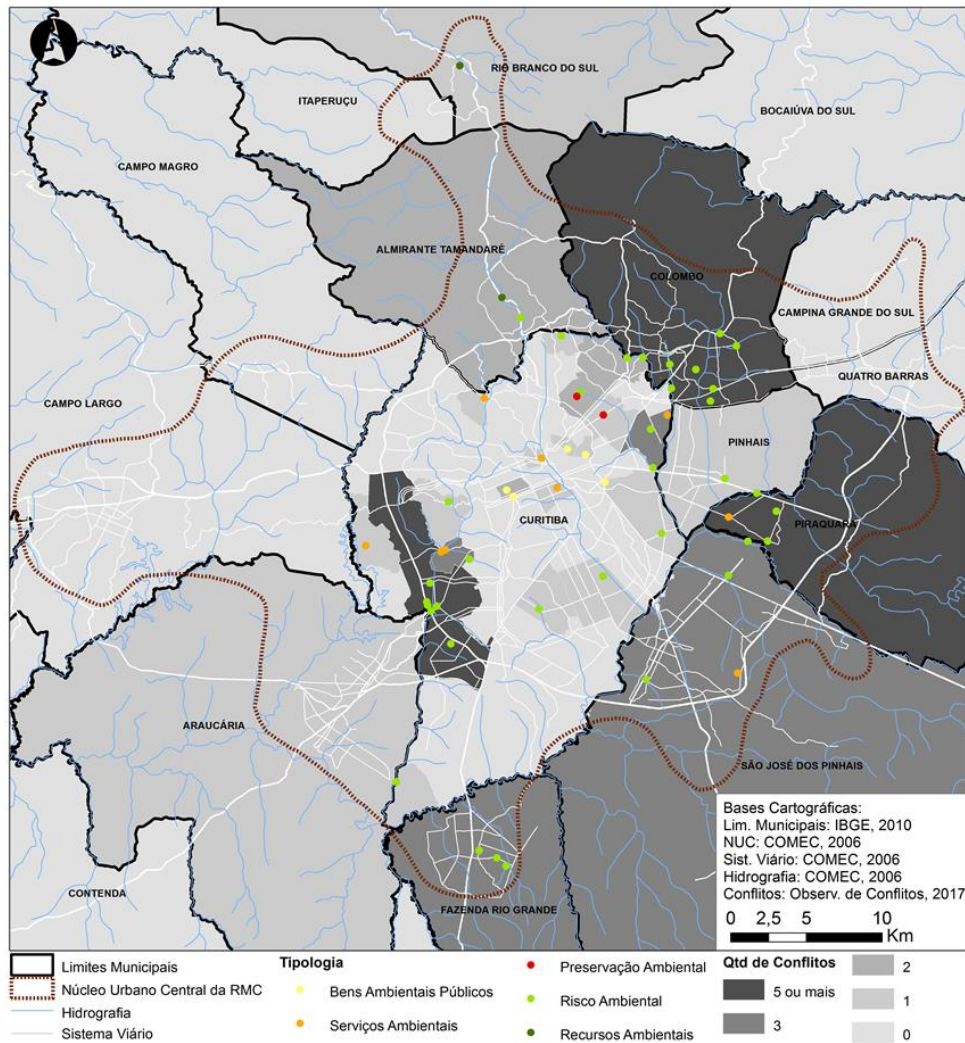 RIO BRANCO DO SUL
ITAPERUÇU
BOCAIÚVA DO SUL
CAMPO MAGRO
ALMIRANTE TAMANDARÉ
COLOMBO
CAMPINA GRANDE DO SUL
QUATRO BARRAS
CAMPO LARGO
PINHAIS
CURITIBA
PIRAQUARA
ARAUCÁRIA
SÃO JOSÉ DOS PINHAIS
CONTENDA
FAZENDA RIO GRANDE
Bases Cartográficas:
Lim. Municipais: IBGE, 2010
NUC: COMEC, 2006
Sist. Viário: COMEC, 2006
Hidrografia: COMEC, 2006
Conflitos: Observ. de Conflitos, 2017
0 2,5 5 10
Km
Limites Municipais
Núcleo Urbano Central da RMC
Hidrografia
Sistema Viário
Tipologia
Bens Ambientais Públicos
Serviços Ambientais
Preservação Ambiental
Risco Ambiental
Recursos Ambientais
Qtd de Conflitos
5 ou mais
3
2
1
0